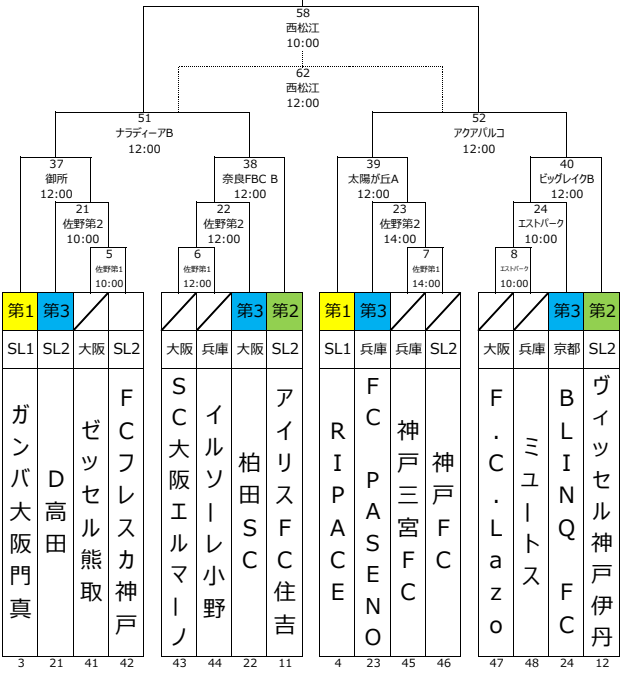 58
西松江
10:00
62
西松江
12:00
51
ナラディーアB
12:00
52
アクアパルコ
12:00
37
御所
12:00
38
奈良FBC B
12:00
39
太陽が丘A
12:00
40
ビッグレイクB
12:00
21
佐野第2
10:00
22
佐野第2
12:00
23
佐野第2
14:00
24
エストパーク
10:00
5
佐野第1
10:00
6
佐野第1
12:00
7
佐野第1
14:00
8
エストパーク
10:00
第1 第3 第3 第2 第1 第3 第3 第2
SL1 SL2 大阪 SL2 大阪 兵庫 大阪 SL2 SL1 兵庫 兵庫 SL2 大阪 兵庫 京都 SL2
ガンバ大阪門真
D高田
ゼッセル熊取
FCフレスカ神戸
SC大阪エルマーノ
イルソーレ小野
柏田SC
アイリスFC住吉
RIPACE
FC PASENO
神戸三宮FC
神戸FC
F.C.Lazo
ミュートス
BLINQ FC
ヴィッセル神戸伊丹
3 21 41 42 43 44 22 11 4 23 45 46 47 48 24 12